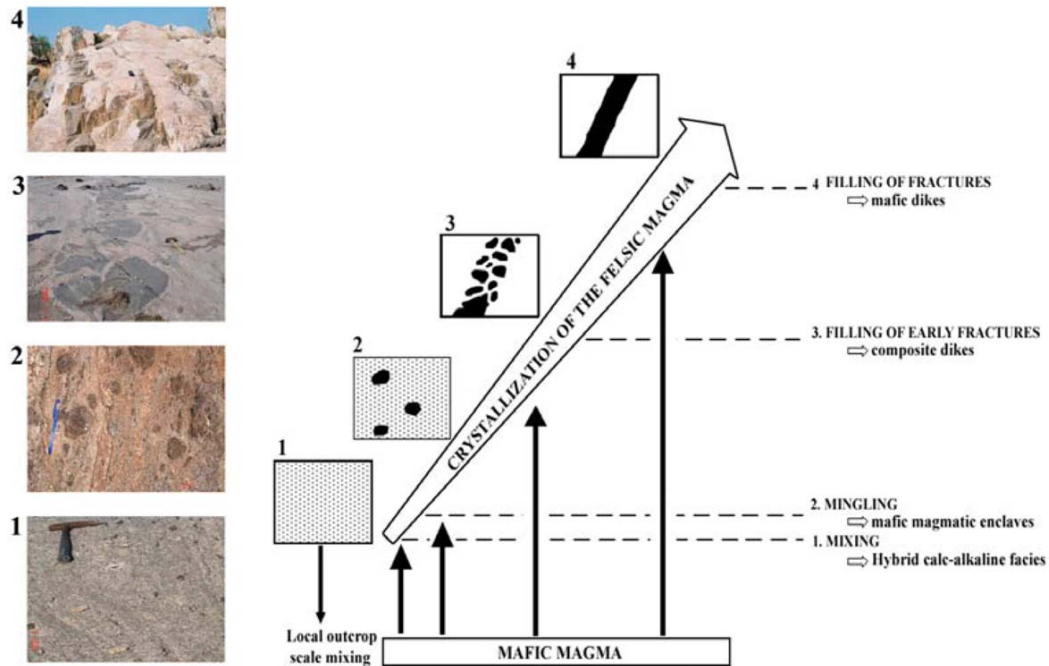 4
3
2
1
4
3
2
1
CRYSTALLIZATION OF THE FELSIC MAGMA
4 FILLING OF FRACTURES
⇨ mafic dikes
3. FILLING OF EARLY FRACTURES
⇨ composite dikes
2. MINGLING
⇨ mafic magmatic enclaves
1. MIXING
⇨ Hybrid calc-alkaline facies
Local outcrop
scale mixing
MAFIC MAGMA